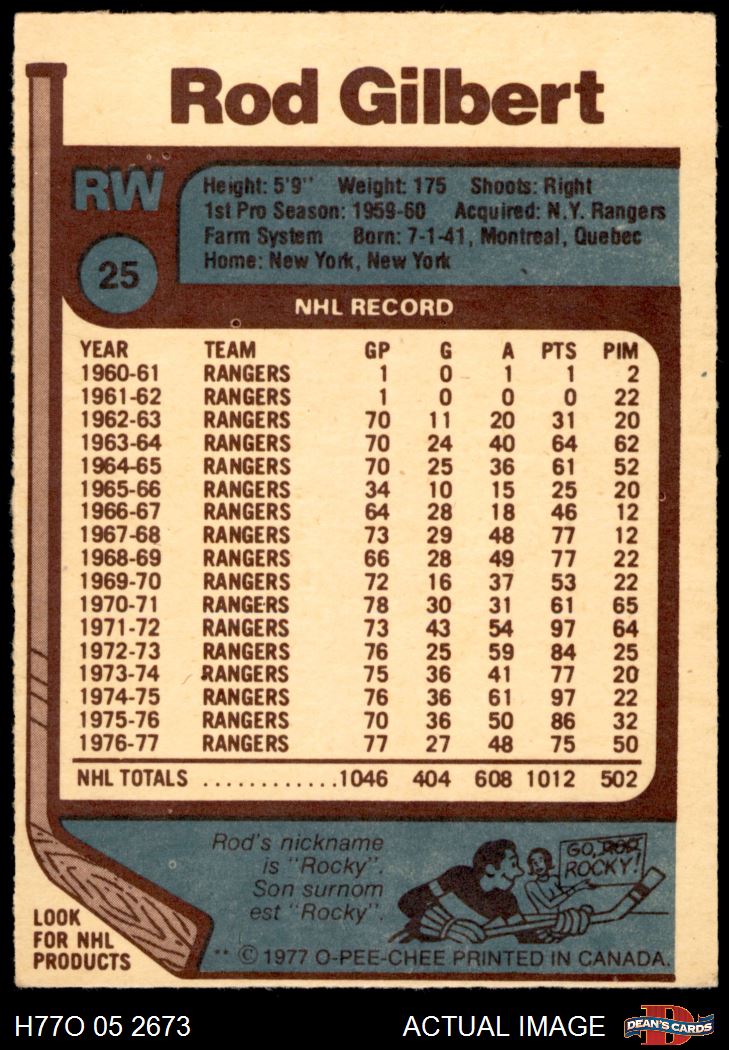 Rod Gilbert
RW
25
Height: 5'9" Weight: 175 Shoots: Right
1st Pro Season: 1959-60 Acquired: N.Y. Rangers
Farm System Born: 7-1-41, Montreal, Quebec
Home: New York, New York
NHL RECORD
YEAR TEAM GP G A PTS PIM
1960-61 RANGERS 1 0 1 1 2
1961-62 RANGERS 1 0 0 0 22
1962-63 RANGERS 70 11 20 31 20
1963-64 RANGERS 70 24 40 64 62
1964-65 RANGERS 70 25 36 61 52
1965-66 RANGERS 34 10 15 25 20
1966-67 RANGERS 64 28 18 46 12
1967-68 RANGERS 73 29 48 77 12
1968-69 RANGERS 66 28 49 77 22
1969-70 RANGERS 72 16 37 53 22
1970-71 RANGERS 78 30 31 61 65
1971-72 RANGERS 73 43 54 97 64
1972-73 RANGERS 76 25 59 84 25
1973-74 RANGERS 75 36 41 77 20
1974-75 RANGERS 76 36 61 97 22
1975-76 RANGERS 70 36 50 86 32
1976-77 RANGERS 77 27 48 75 50
NHL TOTALS ............1046 404 608 1012 502
Rod's nickname
is "Rocky".
Son surnom
est "Rocky".
GO, ROD
ROCKY!
LOOK
FOR NHL
PRODUCTS
** © 1977 O-PEE-CHEE PRINTED IN CANADA.
H77O 05 2673 ACTUAL IMAGE
D
DEAN'S CARDS